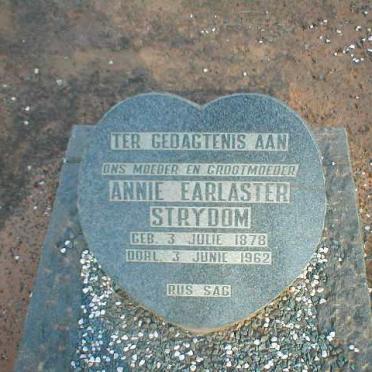 TER GEDAGTENIS AAN
ONS MOEDER EN GROOTMOEDER
ANNIE EARLASTER
STRYDOM
GEB. 3 JULIE 1878
OORL. 3 JUNIE 1962
RUS SAG